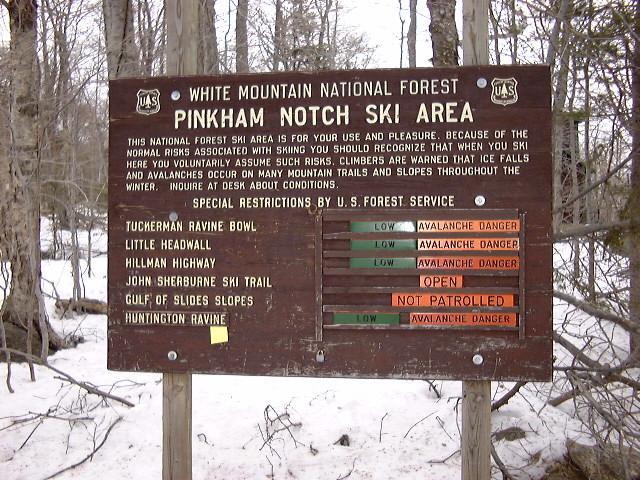 WHITE MOUNTAIN NATIONAL FOREST
PINKHAM NOTCH SKI AREA
THIS NATIONAL FOREST SKI AREA IS FOR YOUR USE AND PLEASURE. BECAUSE OF THE
NORMAL RISKS ASSOCIATED WITH SKIING YOU SHOULD RECOGNIZE THAT WHEN YOU SKI
HERE YOU VOLUNTARILY ASSUME SUCH RISKS. CLIMBERS ARE WARNED THAT ICE FALLS
AND AVALANCHES OCCUR ON MANY MOUNTAIN TRAILS AND SLOPES THROUGHOUT THE
WINTER. INQUIRE AT DESK ABOUT CONDITIONS.
SPECIAL RESTRICTIONS BY U.S. FOREST SERVICE
TUCKERMAN RAVINE BOWL LOW AVALANCHE DANGER
LITTLE HEADWALL LOW AVALANCHE DANGER
HILLMAN HIGHWAY LOW AVALANCHE DANGER
JOHN SHERBURNE SKI TRAIL OPEN
GULF OF SLIDES SLOPES NOT PATROLLED
HUNTINGTON RAVINE LOW AVALANCHE DANGER